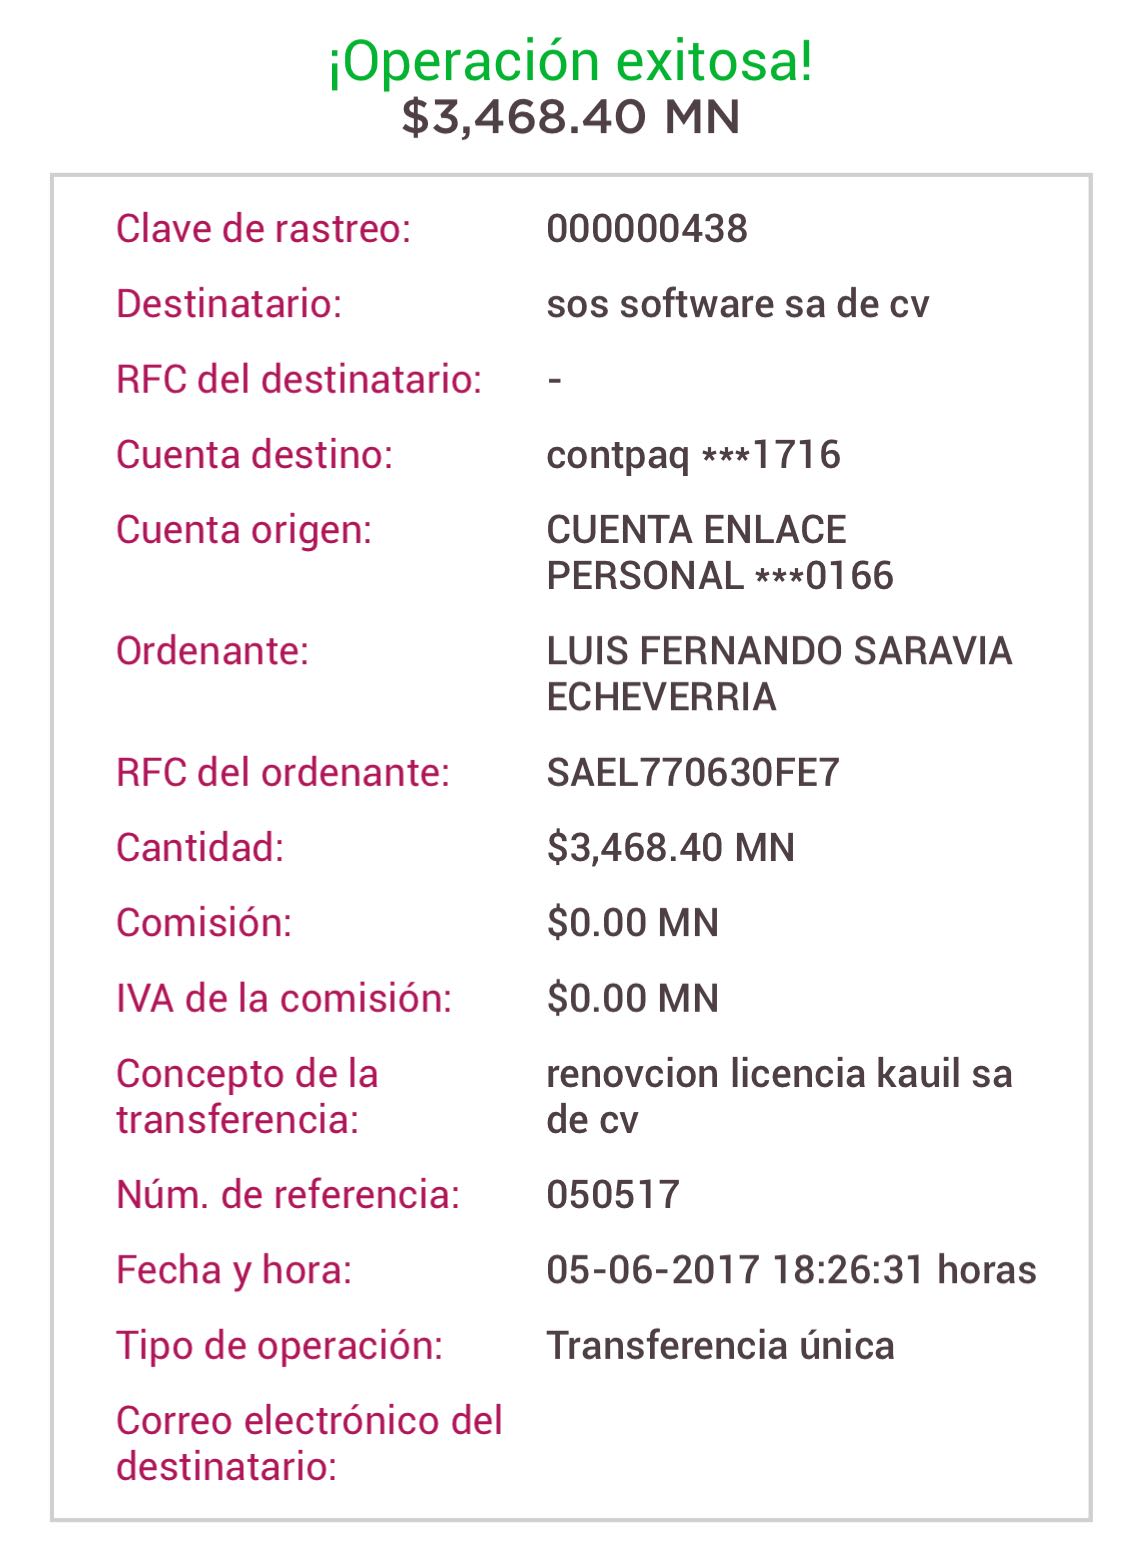 ¡Operación exitosa!
$3,468.40 MN
Clave de rastreo: 000000438
Destinatario: sos software sa de cv
RFC del destinatario: -
Cuenta destino: contpaq ***1716
Cuenta origen: CUENTA ENLACE
PERSONAL ***0166
Ordenante: LUIS FERNANDO SARAVIA
ECHEVERRIA
RFC del ordenante: SAEL770630FE7
Cantidad: $3,468.40 MN
Comisión: $0.00 MN
IVA de la comisión: $0.00 MN
Concepto de la renovcion licencia kauil sa
transferencia: de cv
Núm. de referencia: 050517
Fecha y hora: 05-06-2017 18:26:31 horas
Tipo de operación: Transferencia única
Correo electrónico del
destinatario: